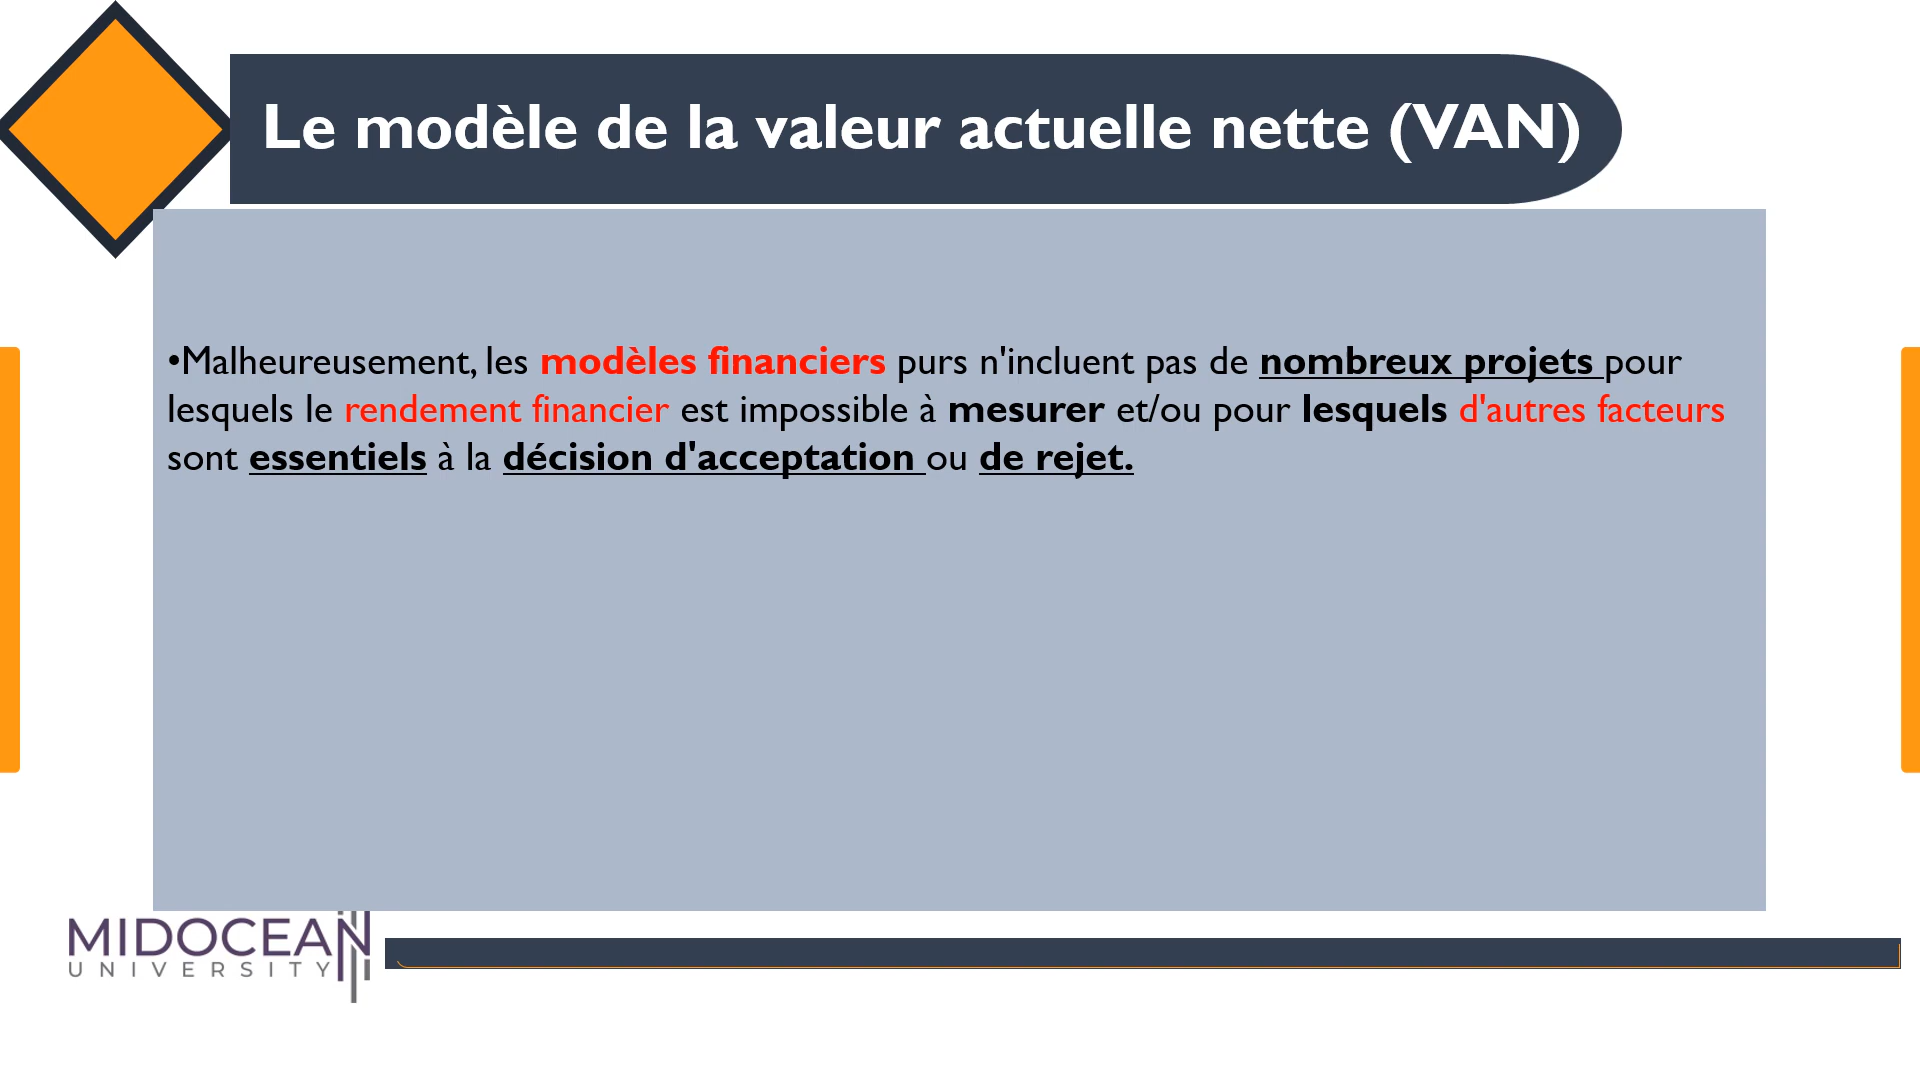 Le modèle de la valeur actuelle nette (VAN)
•Malheureusement, les modèles financiers purs n'incluent pas de nombreux projets pour
lesquels le rendement financier est impossible à mesurer et/ou pour lesquels d'autres facteurs
sont essentiels à la décision d'acceptation ou de rejet.
MIDOCEAN
UNIVERSITY